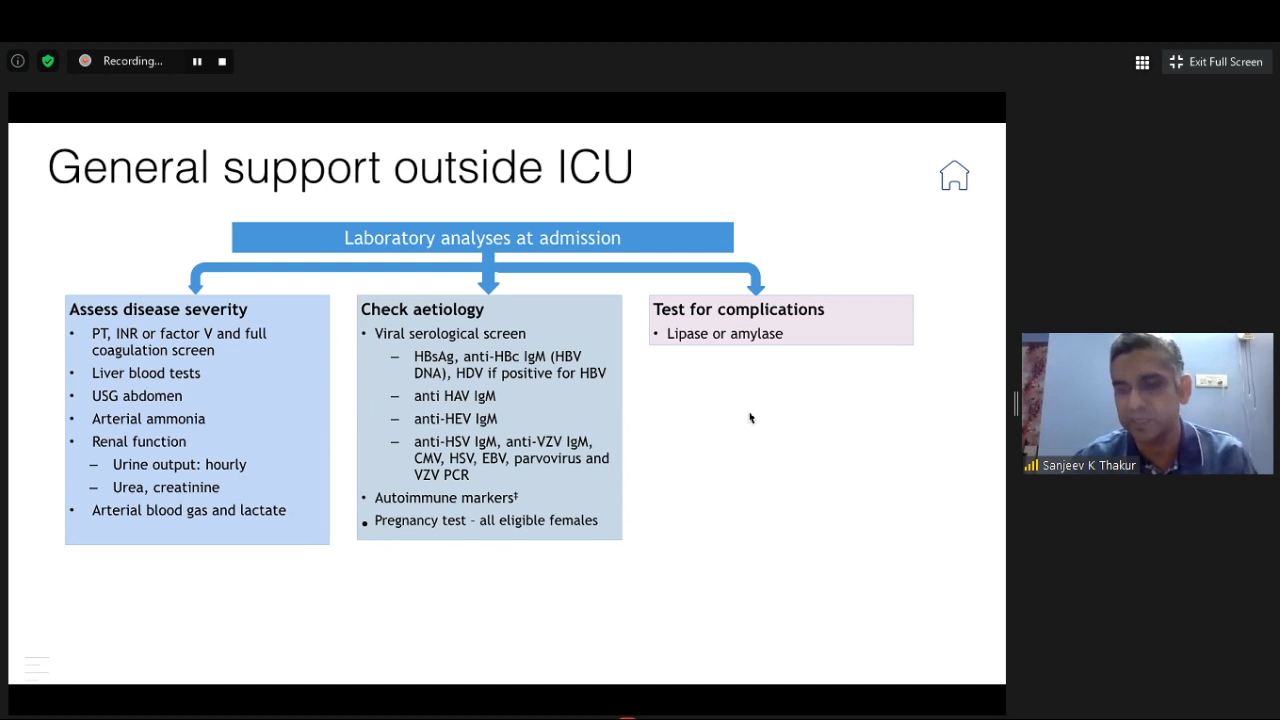 Recording...
Exit Full Screen
General support outside ICU
Laboratory analyses at admission
Assess disease severity
• PT, INR or factor V and full
coagulation screen
• Liver blood tests
• USG abdomen
• Arterial ammonia
• Renal function
– Urine output: hourly
– Urea, creatinine
• Arterial blood gas and lactate
Check aetiology
• Viral serological screen
– HBsAg, anti-HBc IgM (HBV
DNA), HDV if positive for HBV
– anti HAV IgM
– anti-HEV IgM
– anti-HSV IgM, anti-VZV IgM,
CMV, HSV, EBV, parvovirus and
VZV PCR
• Autoimmune markers‡
• Pregnancy test – all eligible females
Test for complications
• Lipase or amylase
Sanjeev K Thakur